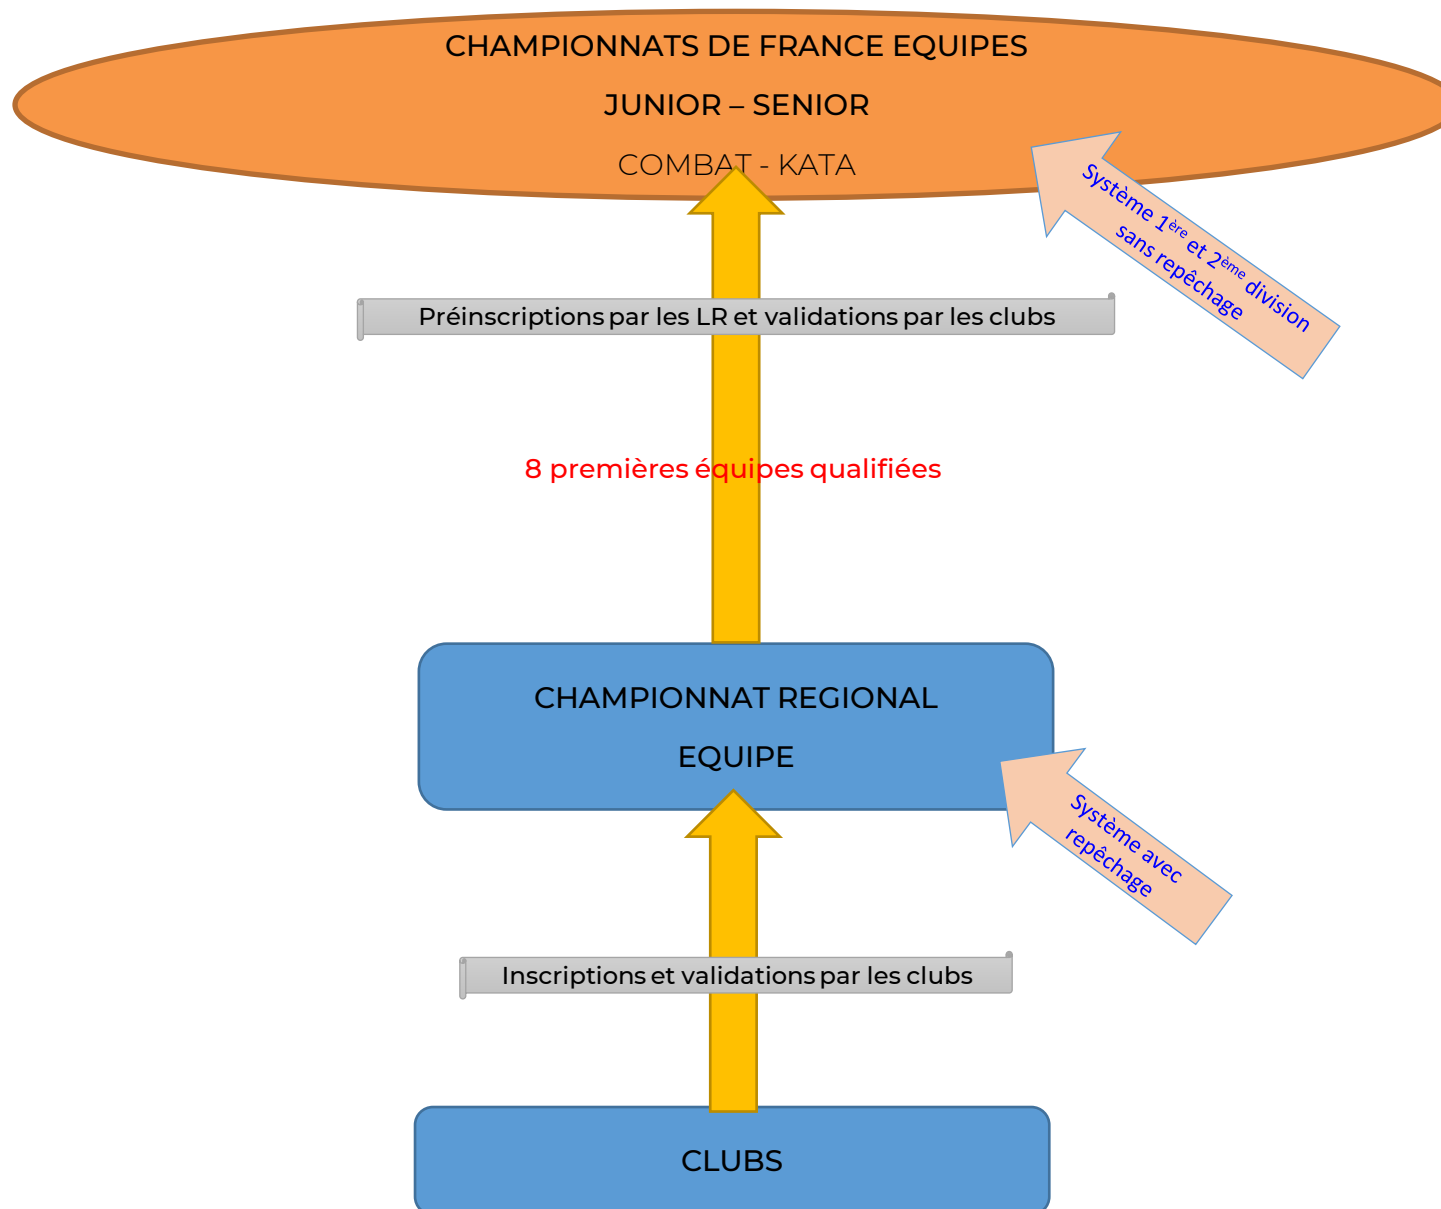 CHAMPIONNATS DE FRANCE EQUIPES
JUNIOR – SENIOR
COMBAT - KATA
Système 1ère et 2ème division
sans repêchage
Préinscriptions par les LR et validations par les clubs
8 premières équipes qualifiées
CHAMPIONNAT REGIONAL
EQUIPE
Système avec
repêchage
Inscriptions et validations par les clubs
CLUBS